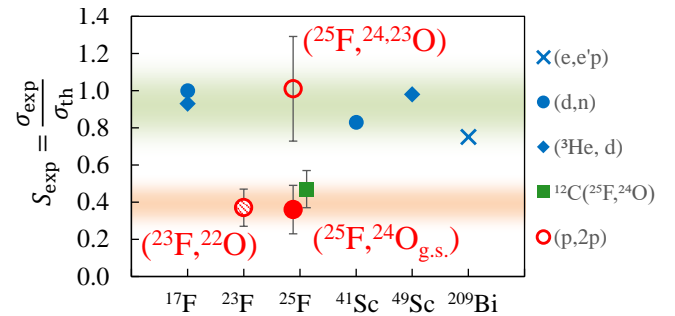 1.4
1.2
1.0
0.8
0.6
0.4
0.2
0.0
S_exp = σ_exp / σ_th
(²⁵F,²⁴,²³O)
(²³F,²²O)
(²⁵F,²⁴O_g.s.)
¹⁷F ²³F ²⁵F ⁴¹Sc ⁴⁹Sc ²⁰⁹Bi
(e,e'p)
(d,n)
(³He, d)
¹²C(²⁵F,²⁴O)
(p,2p)